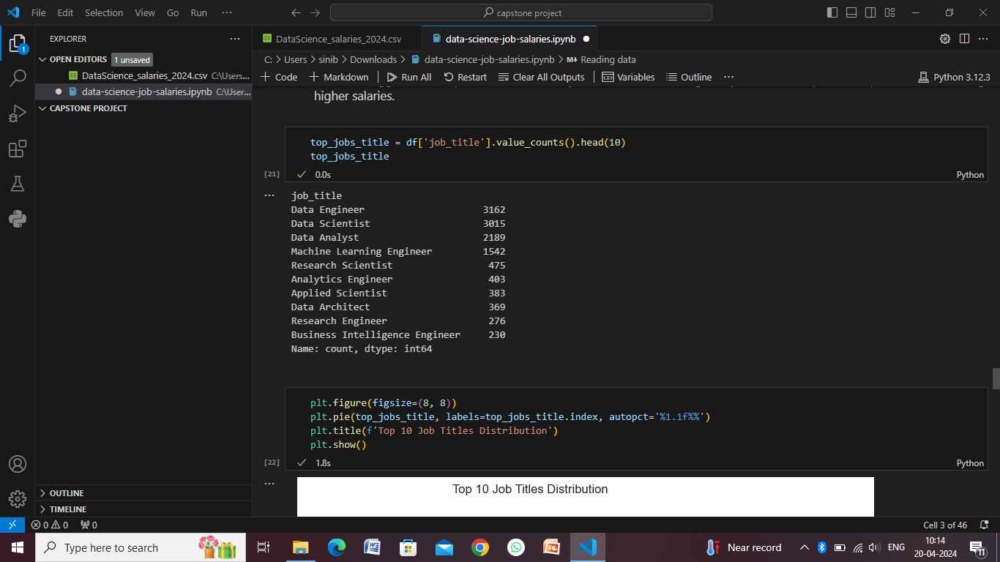 File Edit Selection View Go Run ···
capstone project
EXPLORER
OPEN EDITORS 1 unsaved
DataScience_salaries_2024.csv C:\Users...
data-science-job-salaries.ipynb C:\User...
CAPSTONE PROJECT
OUTLINE
TIMELINE
1
DataScience_salaries_2024.csv
data-science-job-salaries.ipynb
C: > Users > sinib > Downloads > data-science-job-salaries.ipynb > Reading data
+ Code + Markdown Run All Restart Clear All Outputs Variables Outline ··· Python 3.12.3
higher salaries.
top_jobs_title = df['job_title'].value_counts().head(10)
top_jobs_title
[21] 0.0s Python
job_title
Data Engineer 3162
Data Scientist 3015
Data Analyst 2189
Machine Learning Engineer 1542
Research Scientist 475
Analytics Engineer 403
Applied Scientist 383
Data Architect 369
Research Engineer 276
Business Intelligence Engineer 230
Name: count, dtype: int64
plt.figure(figsize=(8, 8))
plt.pie(top_jobs_title, labels=top_jobs_title.index, autopct='%1.1f%%')
plt.title(f'Top 10 Job Titles Distribution')
plt.show()
[22] 1.8s Python
Top 10 Job Titles Distribution
0 0 0 Cell 3 of 46
Type here to search
Near record
ENG
10:14
20-04-2024
11